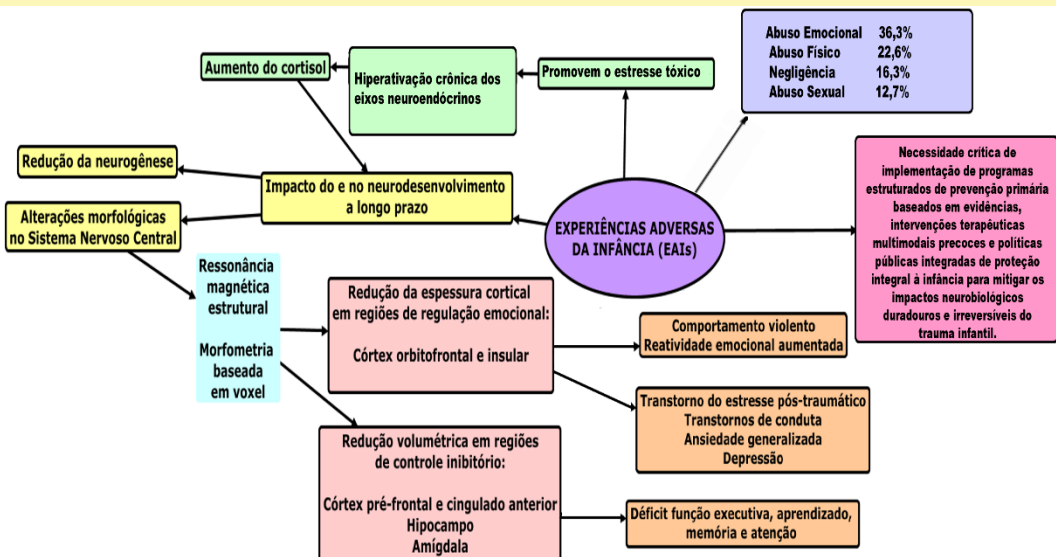 Abuso Emocional 36,3%
Abuso Físico 22,6%
Negligência 16,3%
Abuso Sexual 12,7%
Aumento do cortisol
Hiperativação crônica dos
eixos neuroendócrinos
Promovem o estresse tóxico
Redução da neurogênese
Impacto do e no neurodesenvolvimento
a longo prazo
Alterações morfológicas
no Sistema Nervoso Central
EXPERIÊNCIAS ADVERSAS
DA INFÂNCIA (EAIs)
Necessidade crítica de
implementação de programas
estruturados de prevenção primária
baseados em evidências,
intervenções terapêuticas
multimodais precoces e políticas
públicas integradas de proteção
integral à infância para mitigar os
impactos neurobiológicos
duradouros e irreversíveis do
trauma infantil.
Ressonância
magnética
estrutural
Morfometria
baseada
em voxel
Redução da espessura cortical
em regiões de regulação emocional:
Córtex orbitofrontal e insular
Comportamento violento
Reatividade emocional aumentada
Transtorno do estresse pós-traumático
Transtornos de conduta
Ansiedade generalizada
Depressão
Redução volumétrica em regiões
de controle inibitório:
Córtex pré-frontal e cingulado anterior
Hipocampo
Amígdala
Déficit função executiva, aprendizado,
memória e atenção